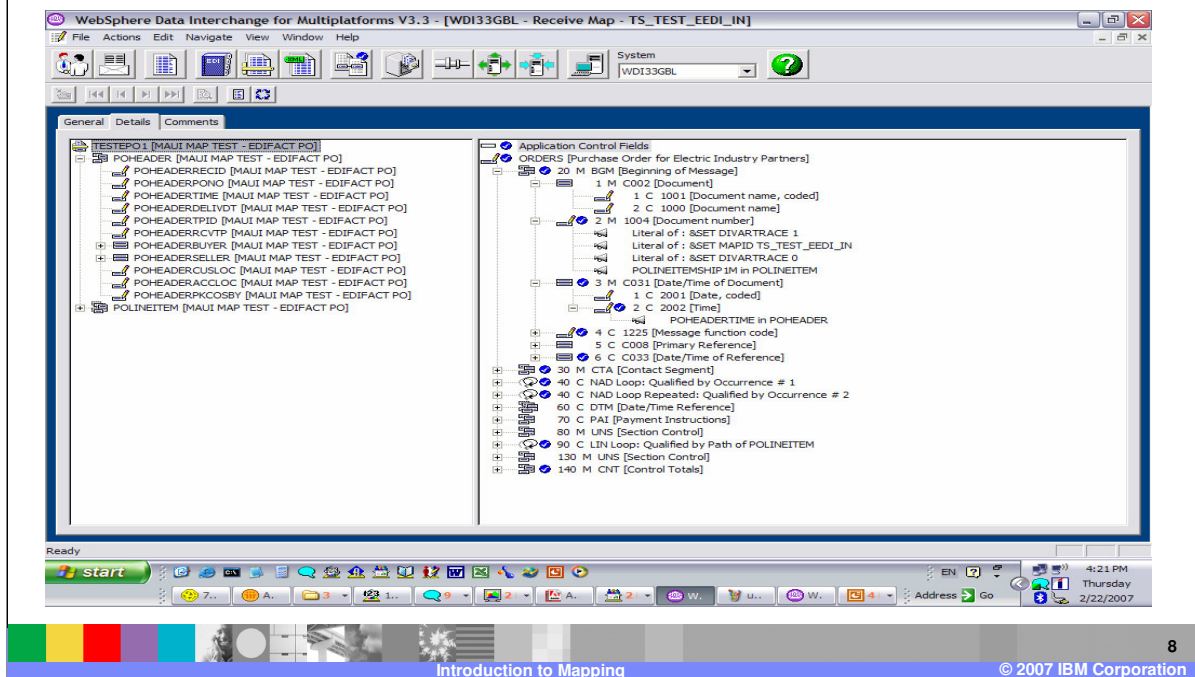 WebSphere Data Interchange for Multiplatforms V3.3 - [WDI33GBL - Receive Map - TS_TEST_EEDI_IN]
File Actions Edit Navigate View Window Help
System
WDI33GBL
General Details Comments
TESTEPO1 [MAUI MAP TEST - EDIFACT PO]
POHEADER [MAUI MAP TEST - EDIFACT PO]
POHEADERRECID [MAUI MAP TEST - EDIFACT PO]
POHEADERPONO [MAUI MAP TEST - EDIFACT PO]
POHEADERTIME [MAUI MAP TEST - EDIFACT PO]
POHEADERDELIVDT [MAUI MAP TEST - EDIFACT PO]
POHEADERTPID [MAUI MAP TEST - EDIFACT PO]
POHEADERRCVTP [MAUI MAP TEST - EDIFACT PO]
POHEADERBUYER [MAUI MAP TEST - EDIFACT PO]
POHEADERSELLER [MAUI MAP TEST - EDIFACT PO]
POHEADERCUSLOC [MAUI MAP TEST - EDIFACT PO]
POHEADERACCLOC [MAUI MAP TEST - EDIFACT PO]
POHEADERPKCOSBY [MAUI MAP TEST - EDIFACT PO]
POLINEITEM [MAUI MAP TEST - EDIFACT PO]
Application Control Fields
ORDERS [Purchase Order for Electric Industry Partners]
20 M BGM [Beginning of Message]
1 M C002 [Document]
1 C 1001 [Document name, coded]
2 C 1000 [Document name]
2 M 1004 [Document number]
Literal of : &SET DIVARTRACE 1
Literal of : &SET MAPID TS_TEST_EEDI_IN
Literal of : &SET DIVARTRACE 0
POLINEITEMSHIP1M in POLINEITEM
3 M C031 [Date/Time of Document]
1 C 2001 [Date, coded]
2 C 2002 [Time]
POHEADERTIME in POHEADER
4 C 1225 [Message function code]
5 C C008 [Primary Reference]
6 C C033 [Date/Time of Reference]
30 M CTA [Contact Segment]
40 C NAD Loop: Qualified by Occurrence # 1
40 C NAD Loop Repeated: Qualified by Occurrence # 2
60 C DTM [Date/Time Reference]
70 C PAI [Payment Instructions]
80 M UNS [Section Control]
90 C LIN Loop: Qualified by Path of POLINEITEM
130 M UNS [Section Control]
140 M CNT [Control Totals]
Ready
start
EN
4:21 PM
Thursday
2/22/2007
7.. A. 3 1.. 9 2 A. 2 W. u.. W. 4 Address Go
8
Introduction to Mapping
© 2007 IBM Corporation